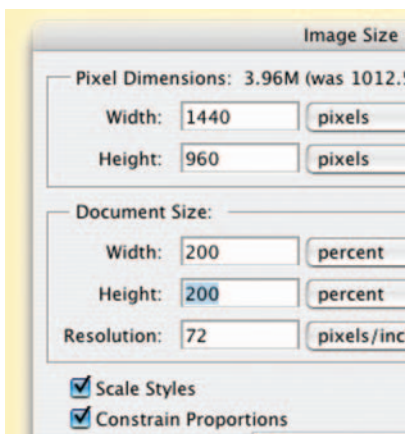 Image Size
Pixel Dimensions: 3.96M (was 1012.5
Width: 1440 pixels
Height: 960 pixels
Document Size:
Width: 200 percent
Height: 200 percent
Resolution: 72 pixels/inc
Scale Styles
Constrain Proportions